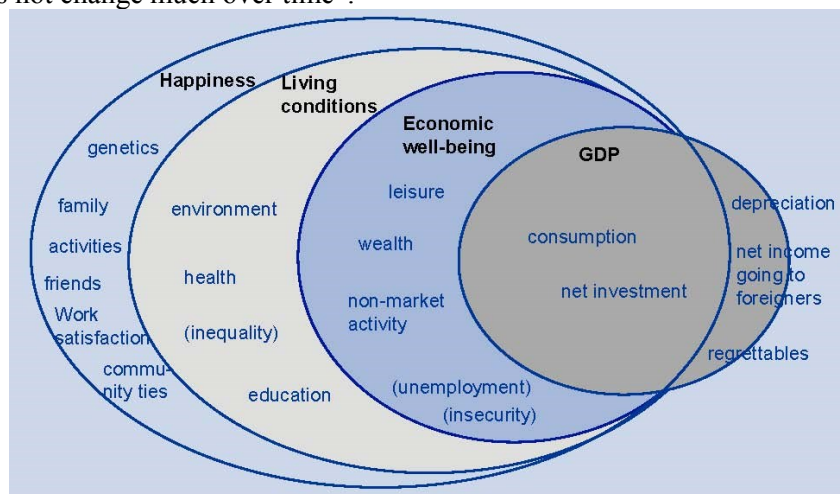 s not change much over time".
Happiness
Living
conditions
Economic
well-being
GDP
genetics
family
activities
friends
Work
satisfaction
commu-
nity ties
environment
health
(inequality)
education
leisure
wealth
non-market
activity
(unemployment)
(insecurity)
consumption
net investment
depreciation
net income
going to
foreigners
regrettables